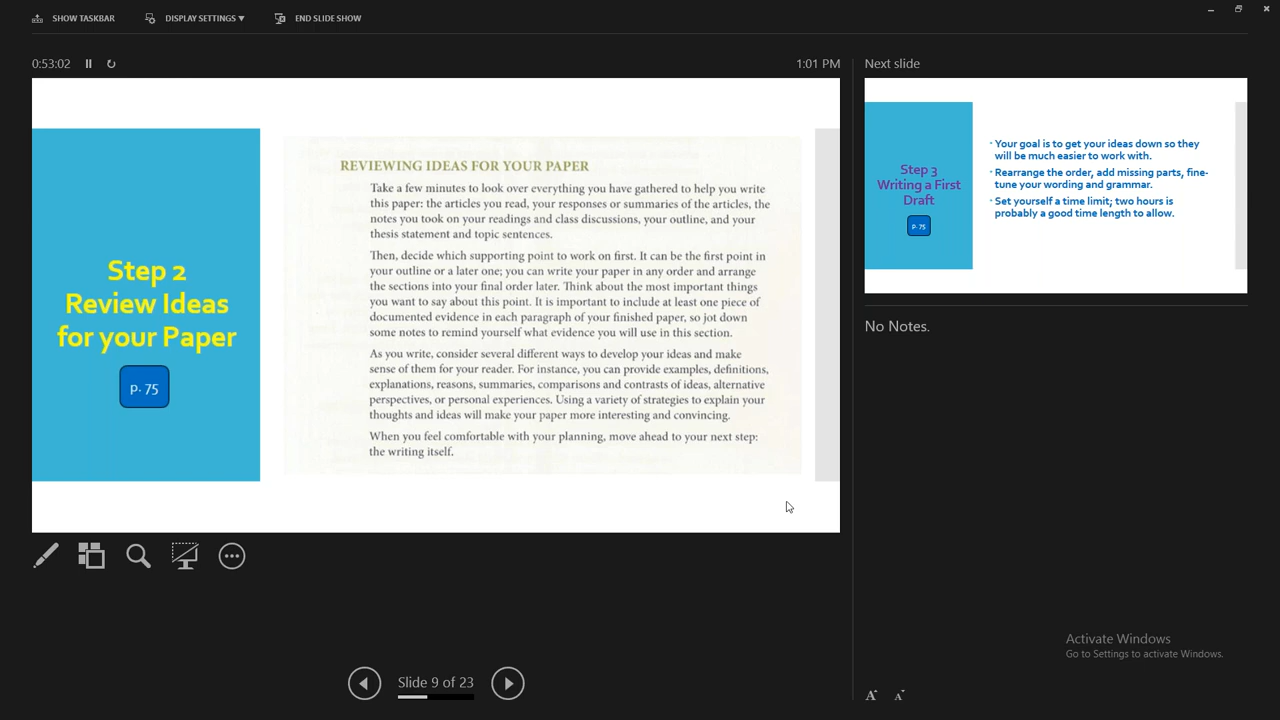 SHOW TASKBAR
DISPLAY SETTINGS ▾
END SLIDE SHOW
0:53:02
1:01 PM
Step 2
Review Ideas
for your Paper
p. 75
REVIEWING IDEAS FOR YOUR PAPER
Take a few minutes to look over everything you have gathered to help you write
this paper: the articles you read, your responses or summaries of the articles, the
notes you took on your readings and class discussions, your outline, and your
thesis statement and topic sentences.
Then, decide which supporting point to work on first. It can be the first point in
your outline or a later one; you can write your paper in any order and arrange
the sections into your final order later. Think about the most important things
you want to say about this point. It is important to include at least one piece of
documented evidence in each paragraph of your finished paper, so jot down
some notes to remind yourself what evidence you will use in this section.
As you write, consider several different ways to develop your ideas and make
sense of them for your reader. For instance, you can provide examples, definitions,
explanations, reasons, summaries, comparisons and contrasts of ideas, alternative
perspectives, or personal experiences. Using a variety of strategies to explain your
thoughts and ideas will make your paper more interesting and convincing.
When you feel comfortable with your planning, move ahead to your next step:
the writing itself.
Slide 9 of 23
Next slide
Step 3
Writing a First
Draft
P. 75
Your goal is to get your ideas down so they
will be much easier to work with.
Rearrange the order, add missing parts, fine-
tune your wording and grammar.
Set yourself a time limit; two hours is
probably a good time length to allow.
No Notes.
Activate Windows
Go to Settings to activate Windows.
A A